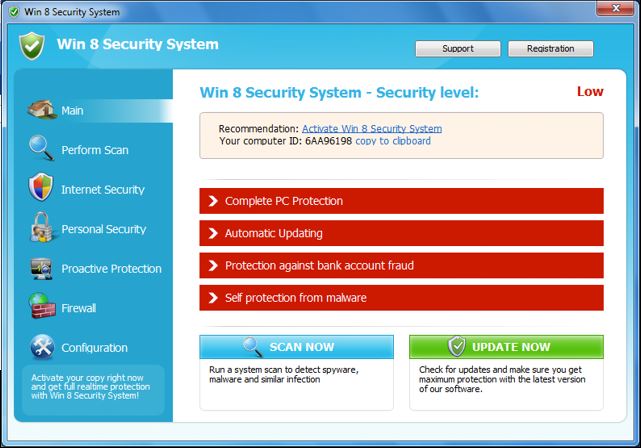 Win 8 Security System
Win 8 Security System
Support
Registration
Main
Perform Scan
Internet Security
Personal Security
Proactive Protection
Firewall
Configuration
Activate your copy right now
and get full realtime protection
with Win 8 Security System!
Win 8 Security System - Security level:
Low
Recommendation: Activate Win 8 Security System
Your computer ID: 6AA96198 copy to clipboard
Complete PC Protection
Automatic Updating
Protection against bank account fraud
Self protection from malware
SCAN NOW
Run a system scan to detect spyware,
malware and similar infection
UPDATE NOW
Check for updates and make sure you get
maximum protection with the latest version
of our software.